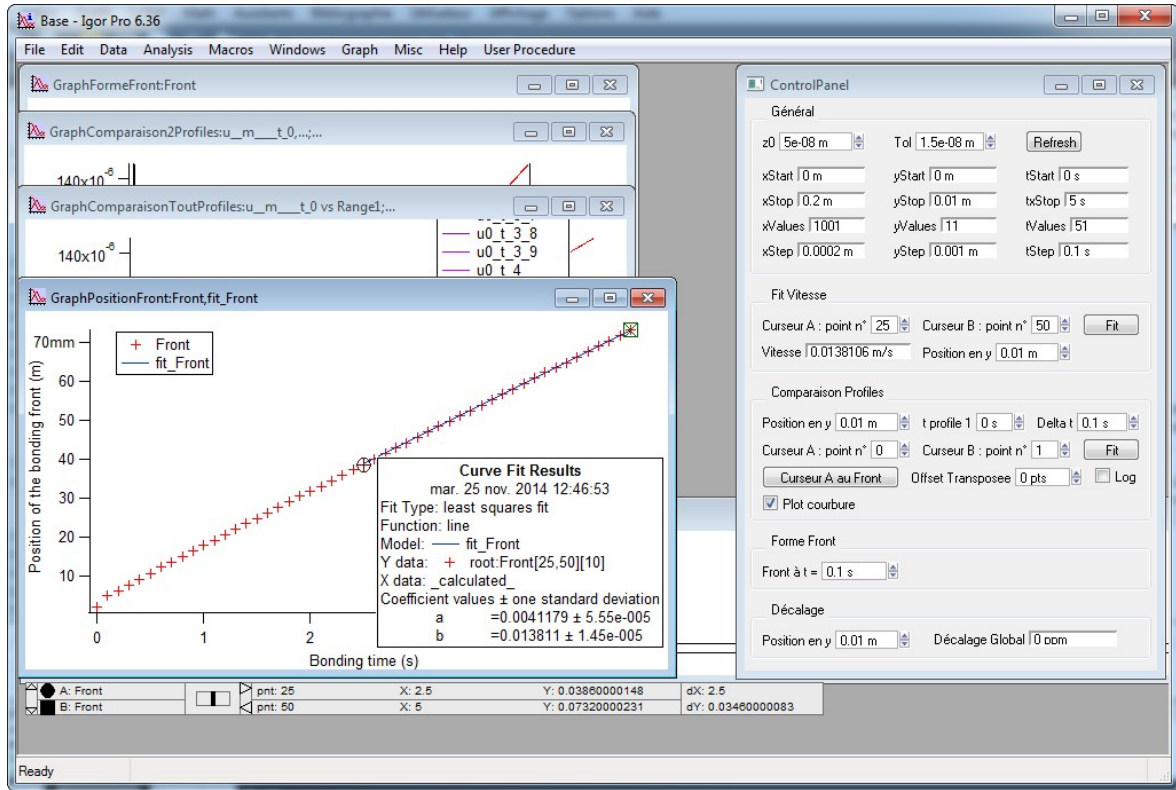 Base - Igor Pro 6.36
File Edit Data Analysis Macros Windows Graph Misc Help User Procedure
GraphFormeFront:Front
GraphComparaison2Profiles:u__m___t_0,...;...
140x10-6
GraphComparaisonToutProfiles:u__m___t_0 vs Range1;...
140x10-6
u0_t_3_8
u0_t_3_9
u0_t_4
GraphPositionFront:Front,fit_Front
Position of the bonding front (m)
70mm
60
50
40
30
20
10
Front
fit_Front
Curve Fit Results
mar. 25 nov. 2014 12:46:53
Fit Type: least squares fit
Function: line
Model: fit_Front
Y data: root:Front[25,50][10]
X data: _calculated_
Coefficient values ± one standard deviation
a =0.0041179 ± 5.55e-005
b =0.013811 ± 1.45e-005
0 1 2
Bonding time (s)
A: Front pnt: 25 X: 2.5 Y: 0.03860000148 dX: 2.5
B: Front pnt: 50 X: 5 Y: 0.07320000231 dY: 0.03460000083
Ready
ControlPanel
Général
z0 5e-08 m Tol 1.5e-08 m Refresh
xStart 0 m yStart 0 m tStart 0 s
xStop 0.2 m yStop 0.01 m txStop 5 s
xValues 1001 yValues 11 tValues 51
xStep 0.0002 m yStep 0.001 m tStep 0.1 s
Fit Vitesse
Curseur A : point n° 25 Curseur B : point n° 50 Fit
Vitesse 0.0138106 m/s Position en y 0.01 m
Comparaison Profiles
Position en y 0.01 m t profile 1 0 s Delta t 0.1 s
Curseur A : point n° 0 Curseur B : point n° 1 Fit
Curseur A au Front Offset Transposee 0 pts Log
Plot courbure
Forme Front
Front à t = 0.1 s
Décalage
Position en y 0.01 m Décalage Global 0 ppm